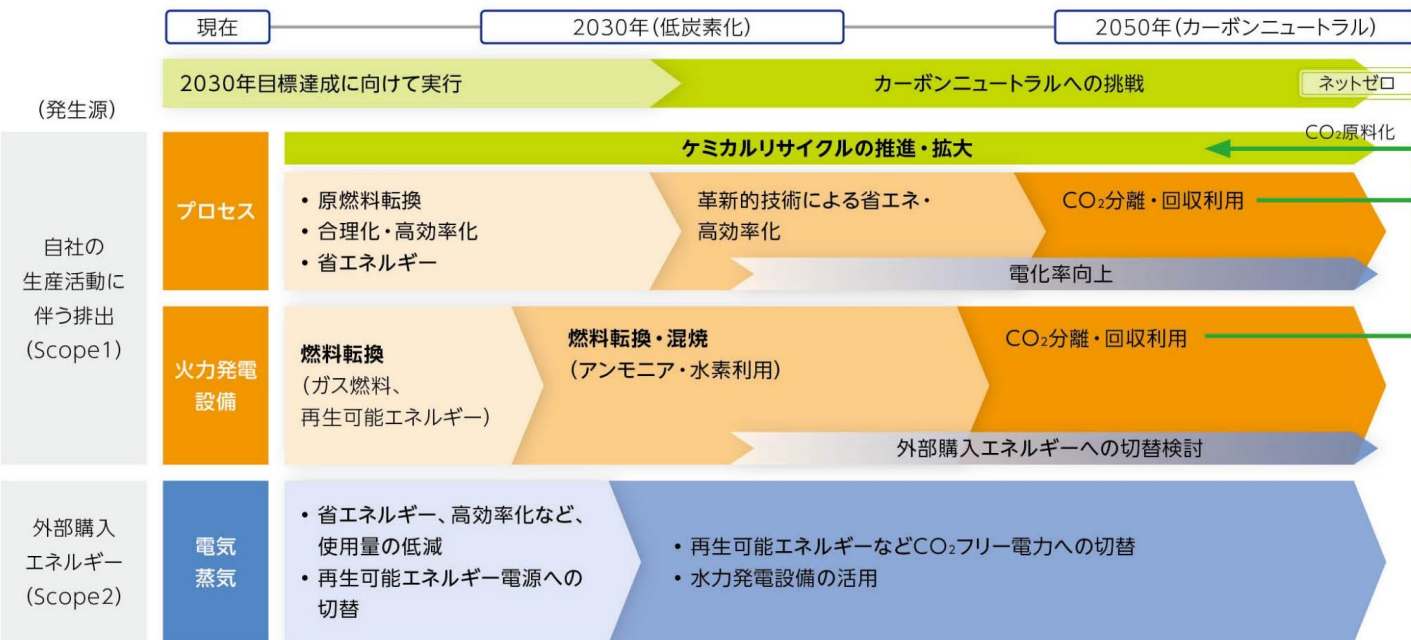 現在
2030年(低炭素化)
2050年(カーボンニュートラル)
2030年目標達成に向けて実行
カーボンニュートラルへの挑戦
ネットゼロ
(発生源)
CO₂原料化
ケミカルリサイクルの推進・拡大
自社の
生産活動に
伴う排出
(Scope1)
プロセス
• 原燃料転換
• 合理化・高効率化
• 省エネルギー
革新的技術による省エネ・
高効率化
CO₂分離・回収利用
電化率向上
火力発電
設備
燃料転換
(ガス燃料、
再生可能エネルギー)
燃料転換・混焼
(アンモニア・水素利用)
CO₂分離・回収利用
外部購入エネルギーへの切替検討
外部購入
エネルギー
(Scope2)
電気
蒸気
• 省エネルギー、高効率化など、
使用量の低減
• 再生可能エネルギー電源への
切替
• 再生可能エネルギーなどCO₂フリー電力への切替
• 水力発電設備の活用